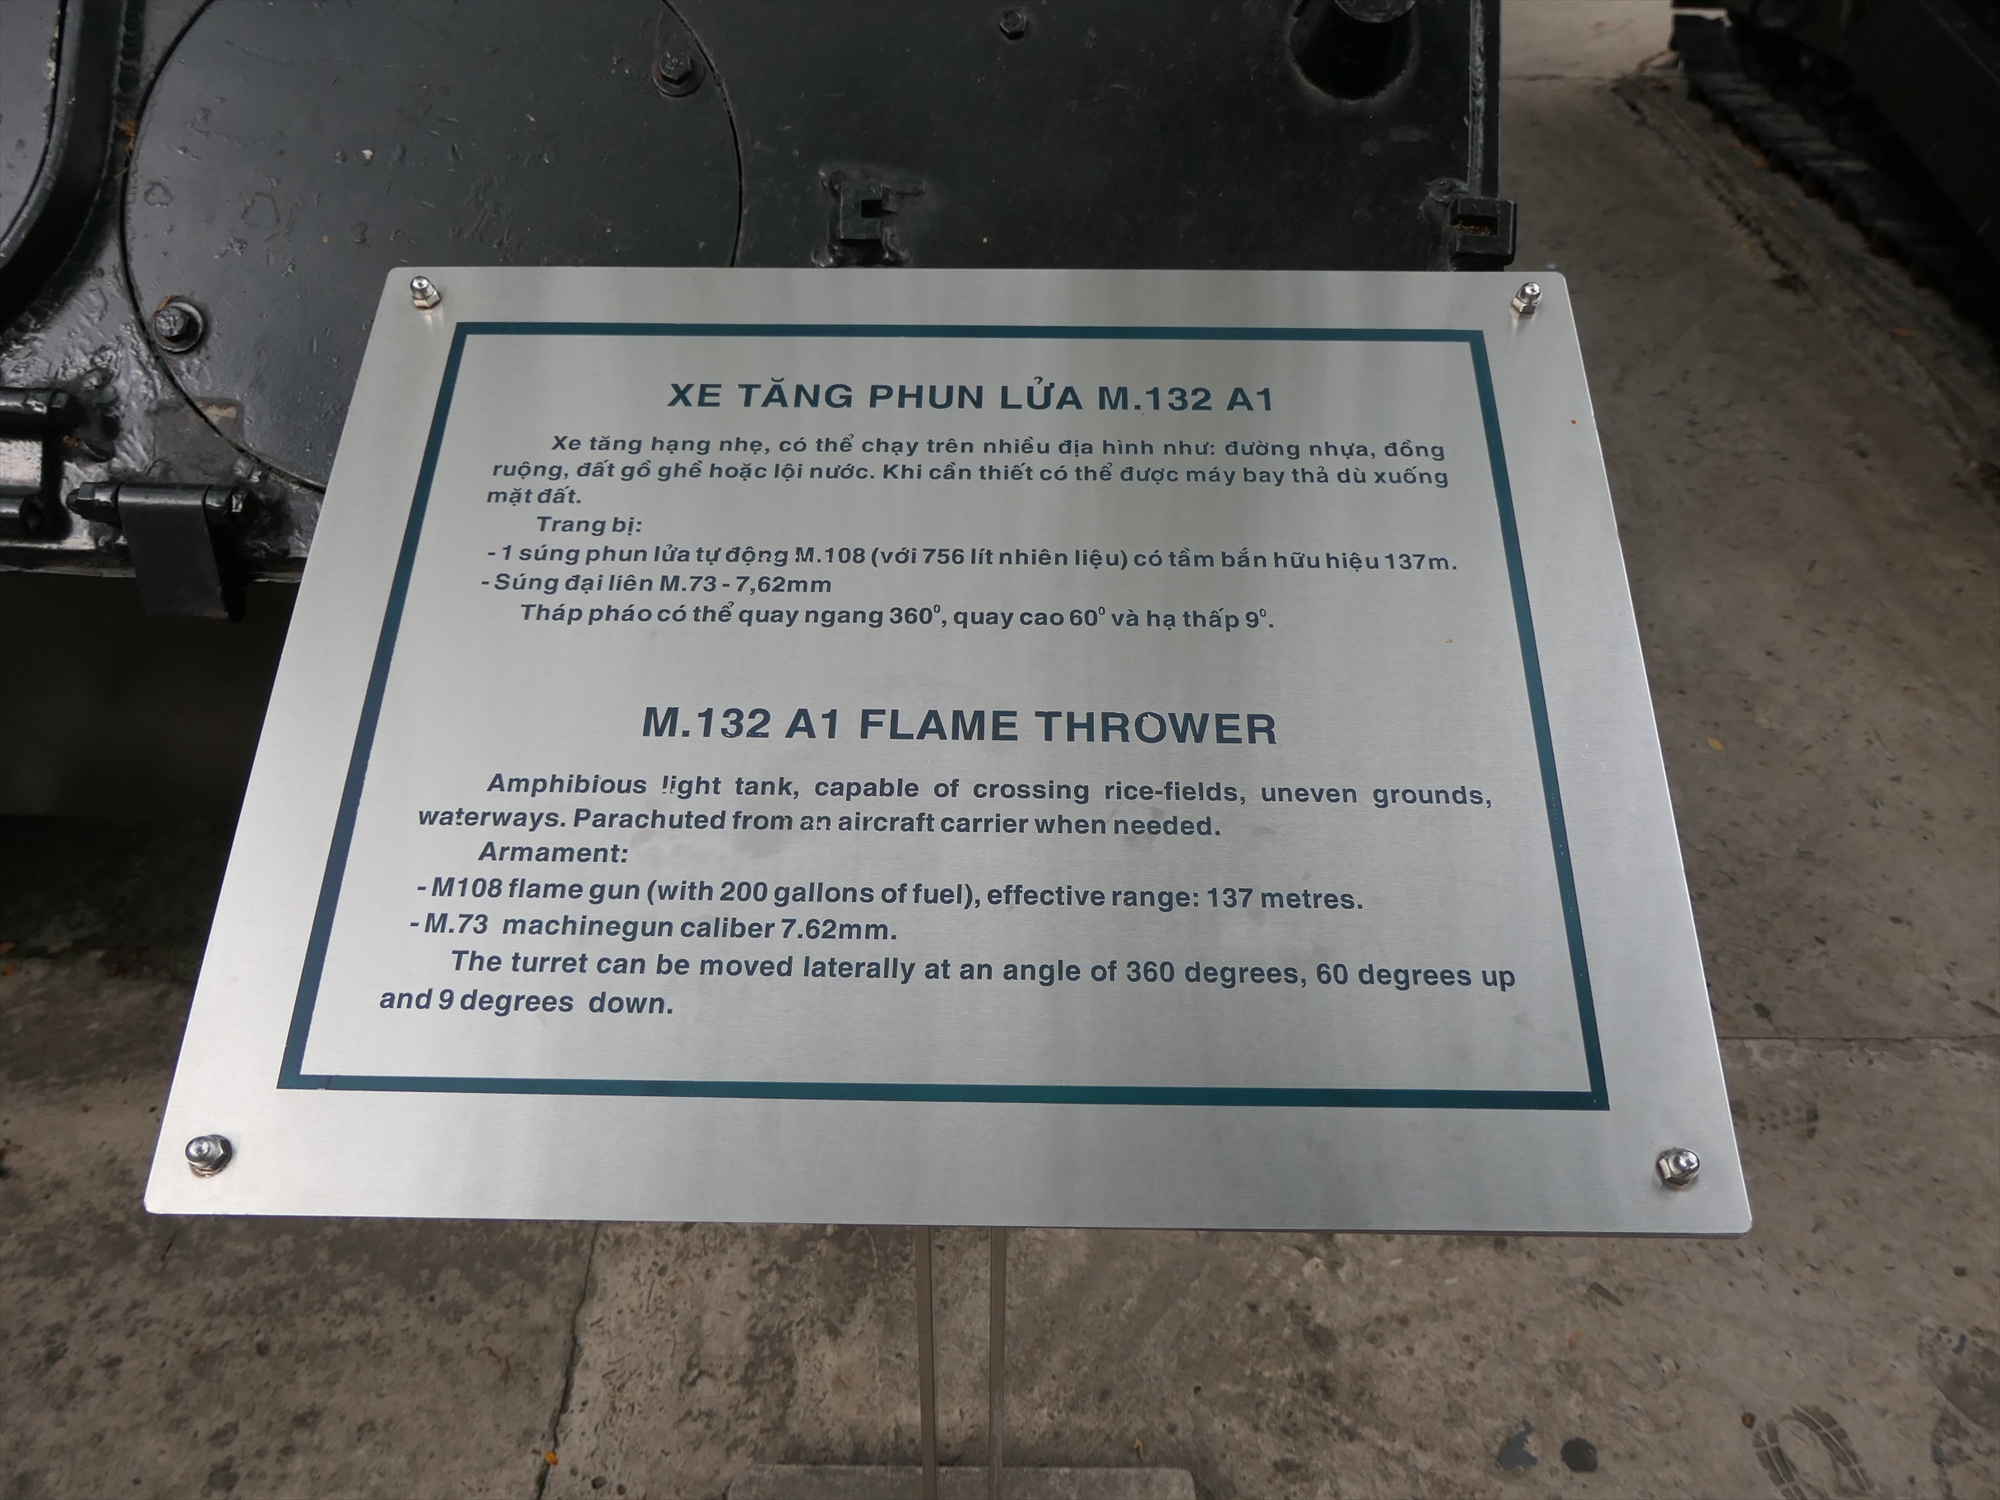 XE TĂNG PHUN LỬA M.132 A1
Xe tăng hạng nhẹ, có thể chạy trên nhiều địa hình như: đường nhựa, đồng
ruộng, đất gồ ghề hoặc lội nước. Khi cần thiết có thể được máy bay thả dù xuống
mặt đất.
Trang bị:
- 1 súng phun lửa tự động M.108 (với 756 lít nhiên liệu) có tầm bắn hữu hiệu 137m.
- Súng đại liên M.73 - 7,62mm
Tháp pháo có thể quay ngang 360⁰, quay cao 60⁰ và hạ thấp 9⁰.
M.132 A1 FLAME THROWER
Amphibious light tank, capable of crossing rice-fields, uneven grounds,
waterways. Parachuted from an aircraft carrier when needed.
Armament:
- M108 flame gun (with 200 gallons of fuel), effective range: 137 metres.
- M.73 machinegun caliber 7.62mm.
The turret can be moved laterally at an angle of 360 degrees, 60 degrees up
and 9 degrees down.